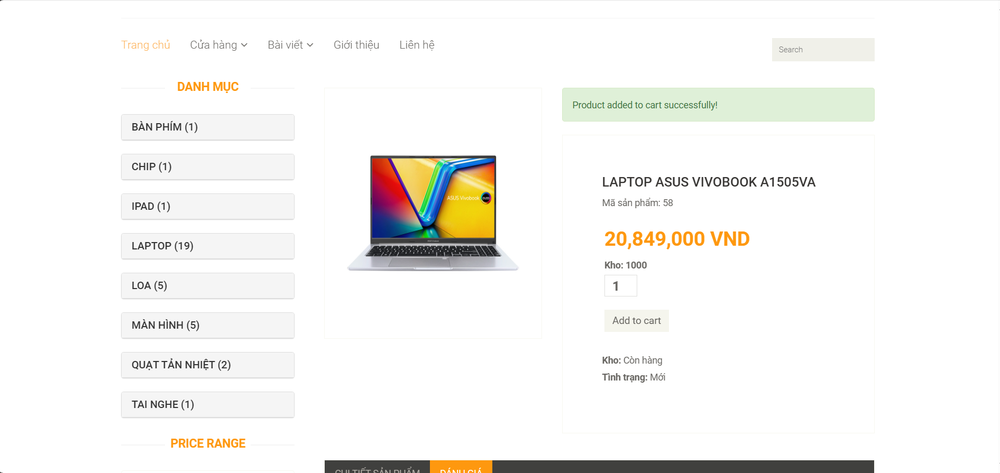 Trang chủ Cửa hàng Bài viết Giới thiệu Liên hệ
Search
DANH MỤC
BÀN PHÍM (1)
CHIP (1)
IPAD (1)
LAPTOP (19)
LOA (5)
MÀN HÌNH (5)
QUẠT TẢN NHIỆT (2)
TAI NGHE (1)
PRICE RANGE
ASUS Vivobook OLED
Product added to cart successfully!
LAPTOP ASUS VIVOBOOK A1505VA
Mã sản phẩm: 58
20,849,000 VND
Kho: 1000
1
Add to cart
Kho: Còn hàng
Tình trạng: Mới
CHI TIẾT SẢN PHẨM ĐÁNH GIÁ